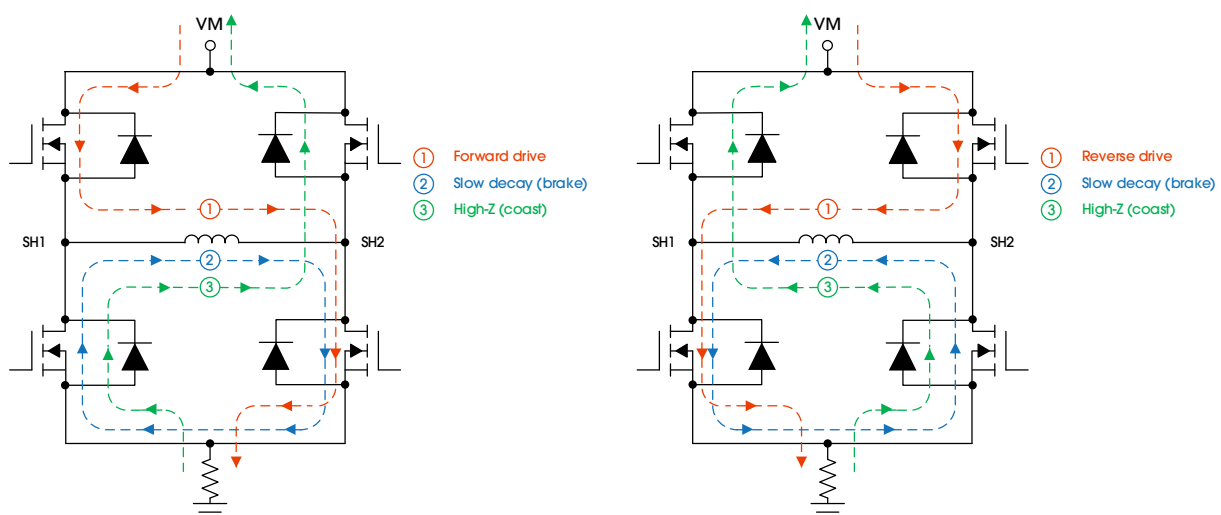 VM
1 Forward drive
2 Slow decay (brake)
3 High-Z (coast)
1
SH1
SH2
2
3
VM
1 Reverse drive
2 Slow decay (brake)
3 High-Z (coast)
1
SH1
SH2
2
3